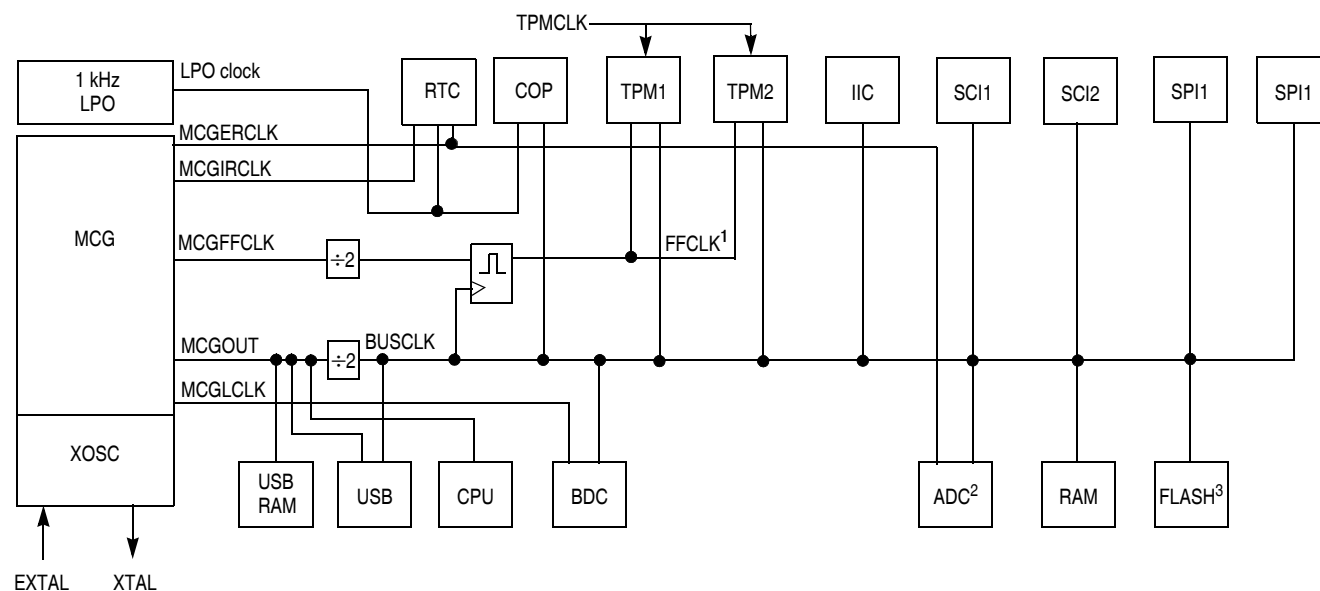 TPMCLK
1 kHz
LPO
LPO clock
RTC
COP
TPM1
TPM2
IIC
SCI1
SCI2
SPI1
SPI1
MCGERCLK
MCGIRCLK
MCG
MCGFFCLK
÷2
FFCLK1
MCGOUT
÷2
BUSCLK
MCGLCLK
XOSC
USB
RAM
USB
CPU
BDC
ADC2
RAM
FLASH3
EXTAL
XTAL